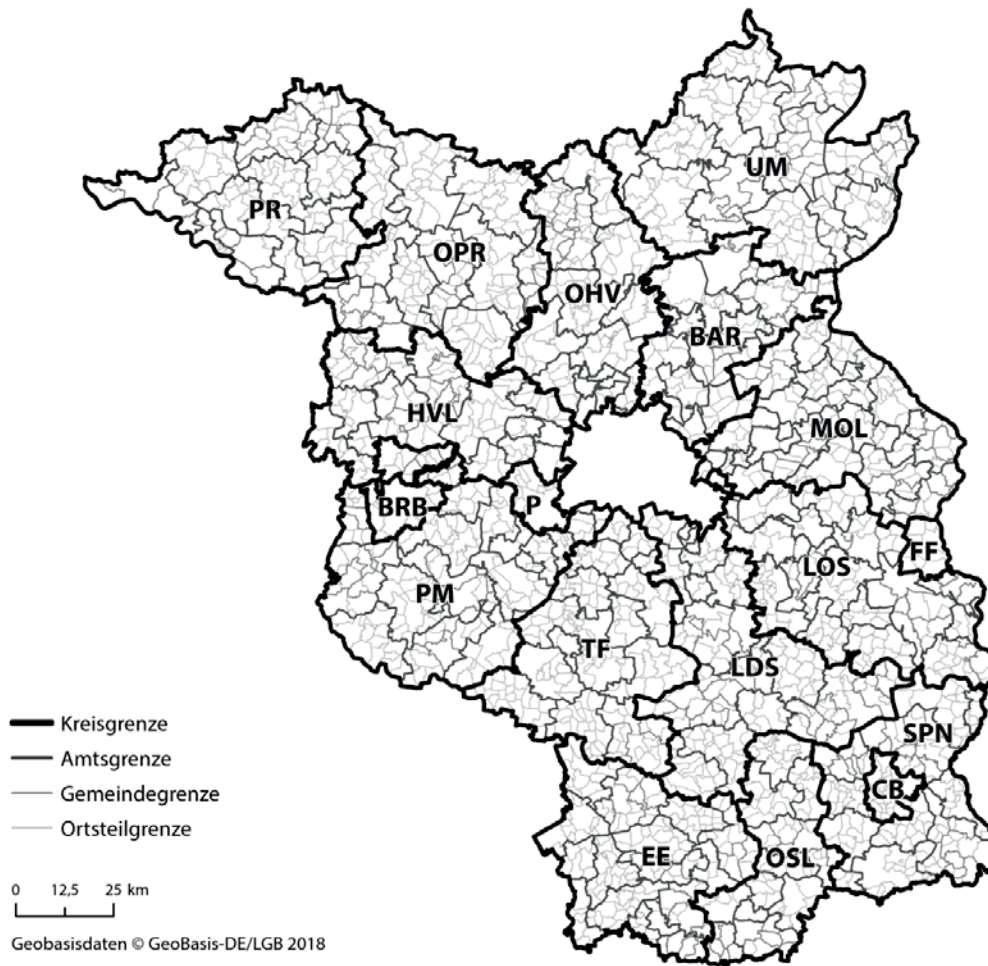 UM
PR
OPR
OHV
BAR
HVL
MOL
BRB
P
FF
LOS
PM
TF
LDS
SPN
CB
EE
OSL
Kreisgrenze
Amtsgrenze
Gemeindegrenze
Ortsteilgrenze
0 12,5 25 km
Geobasisdaten © GeoBasis-DE/LGB 2018